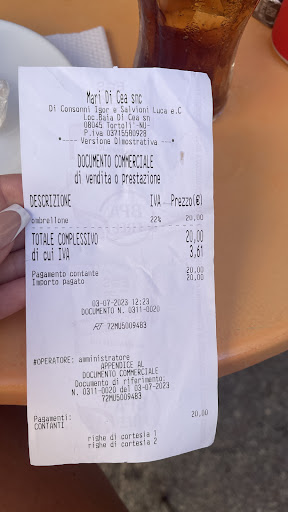 Mari Di Cea snc
Di Consonni Igor e Salvioni Luca e.C
Loc.Baia Di Cea sn
08045 Tortoli' -NU-
P.iva 03715580928
*---- Versione Dimostrativa ----*
DOCUMENTO COMMERCIALE
di vendita o prestazione
DESCRIZIONE IVA Prezzo(€)
ombrellone 22% 20,00
TOTALE COMPLESSIVO 20,00
di cui IVA 3,61
Pagamento contante 20,00
Importo pagato 20,00
03-07-2023 12:23
DOCUMENTO N. 0311-0020
RT 72MU5009483
#OPERATORE: amministratore
APPENDICE AL
DOCUMENTO COMMERCIALE
Documento di riferimento:
N. 0311-0020 del 03-07-2023
72MU5009483
Pagamenti:
CONTANTI 20,00
righe di cortesia 1
righe di cortesia 2